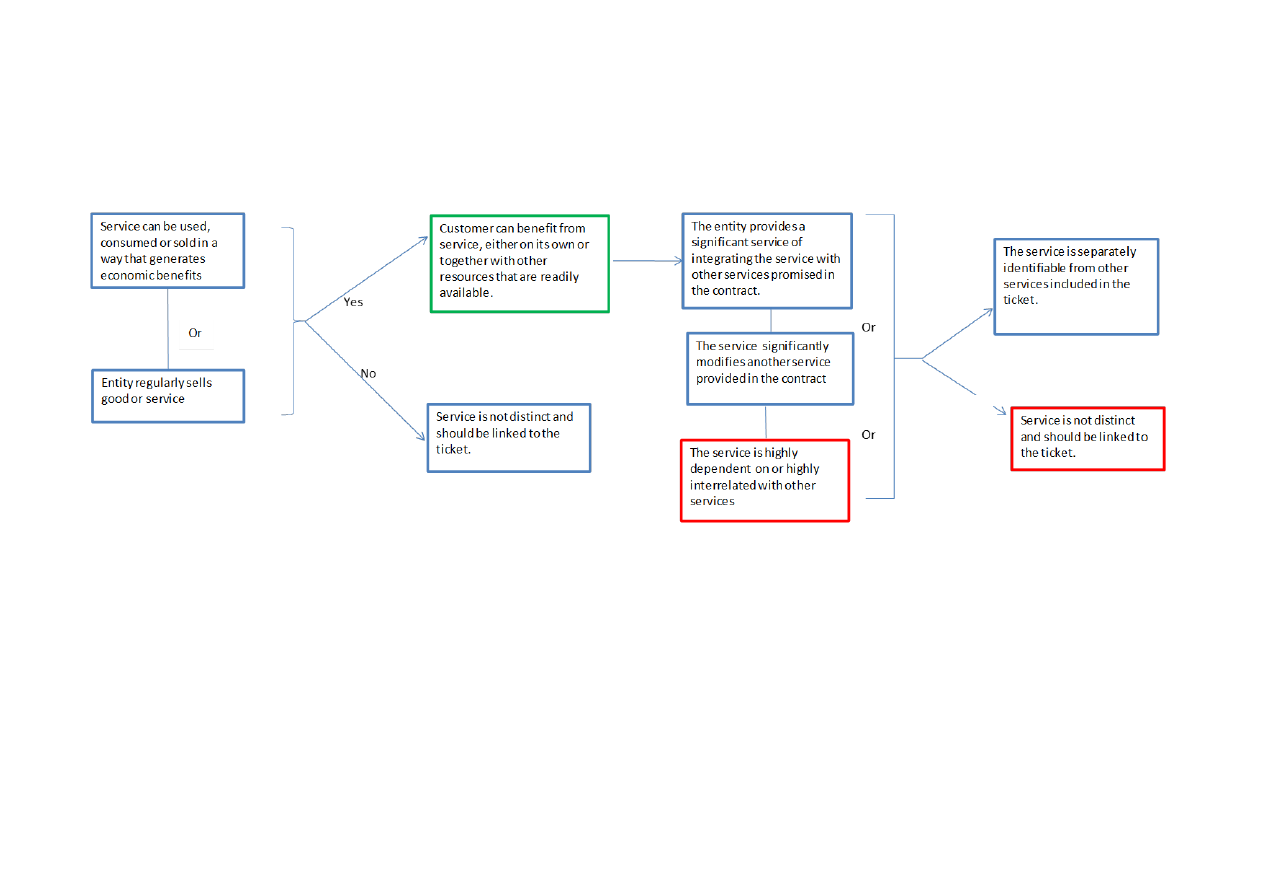 Service can be used,
consumed or sold in a
way that generates
economic benefits
Or
Entity regularly sells
good or service
Yes
No
Customer can benefit from
service, either on its own or
together with other
resources that are readily
available.
Service is not distinct and
should be linked to the
ticket.
The entity provides a
significant service of
integrating the service with
other services promised in
the contract.
Or
The service significantly
modifies another service
provided in the contract
Or
The service is highly
dependent on or highly
interrelated with other
services
The service is separately
identifiable from other
services included in the
ticket.
Service is not distinct
and should be linked to
the ticket.